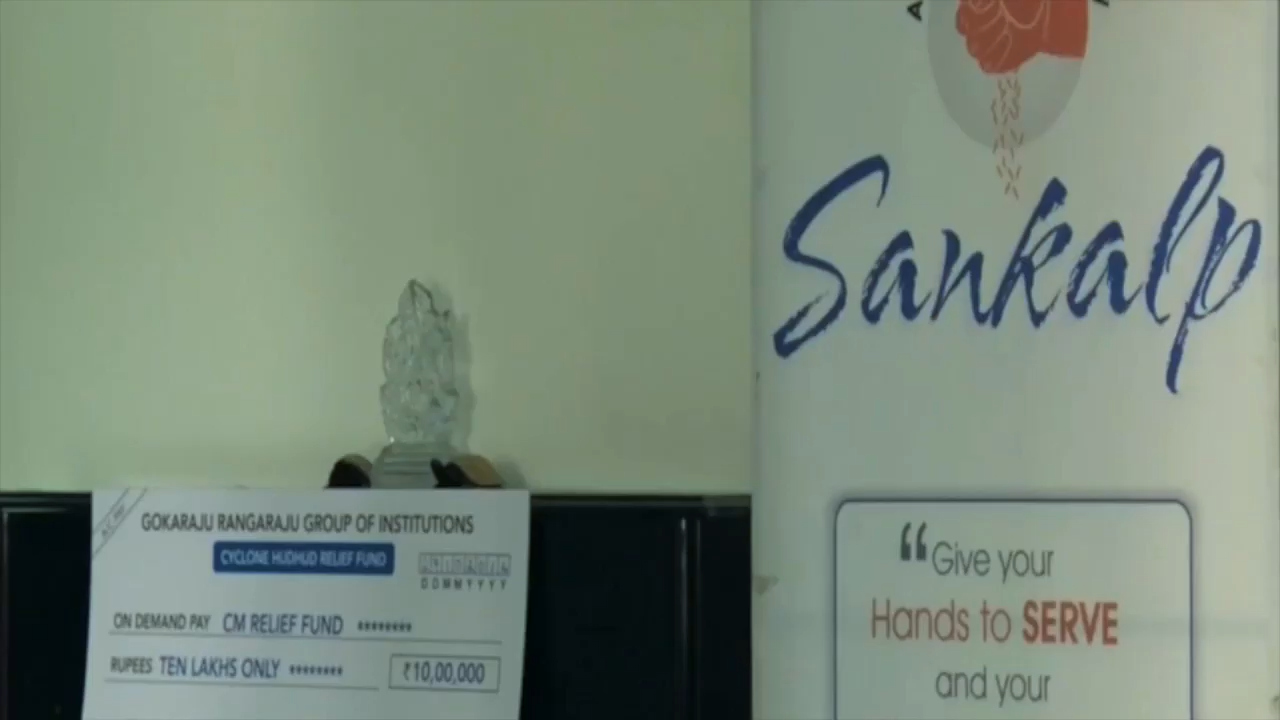 GOKARAJU RANGARAJU GROUP OF INSTITUTIONS
CYCLONE HUDHUD RELIEF FUND
DDMMYYYY
ON DEMAND PAY CM RELIEF FUND ********
RUPEES TEN LAKHS ONLY ********
₹10,00,000
Sankalp
“Give your
Hands to SERVE
and your